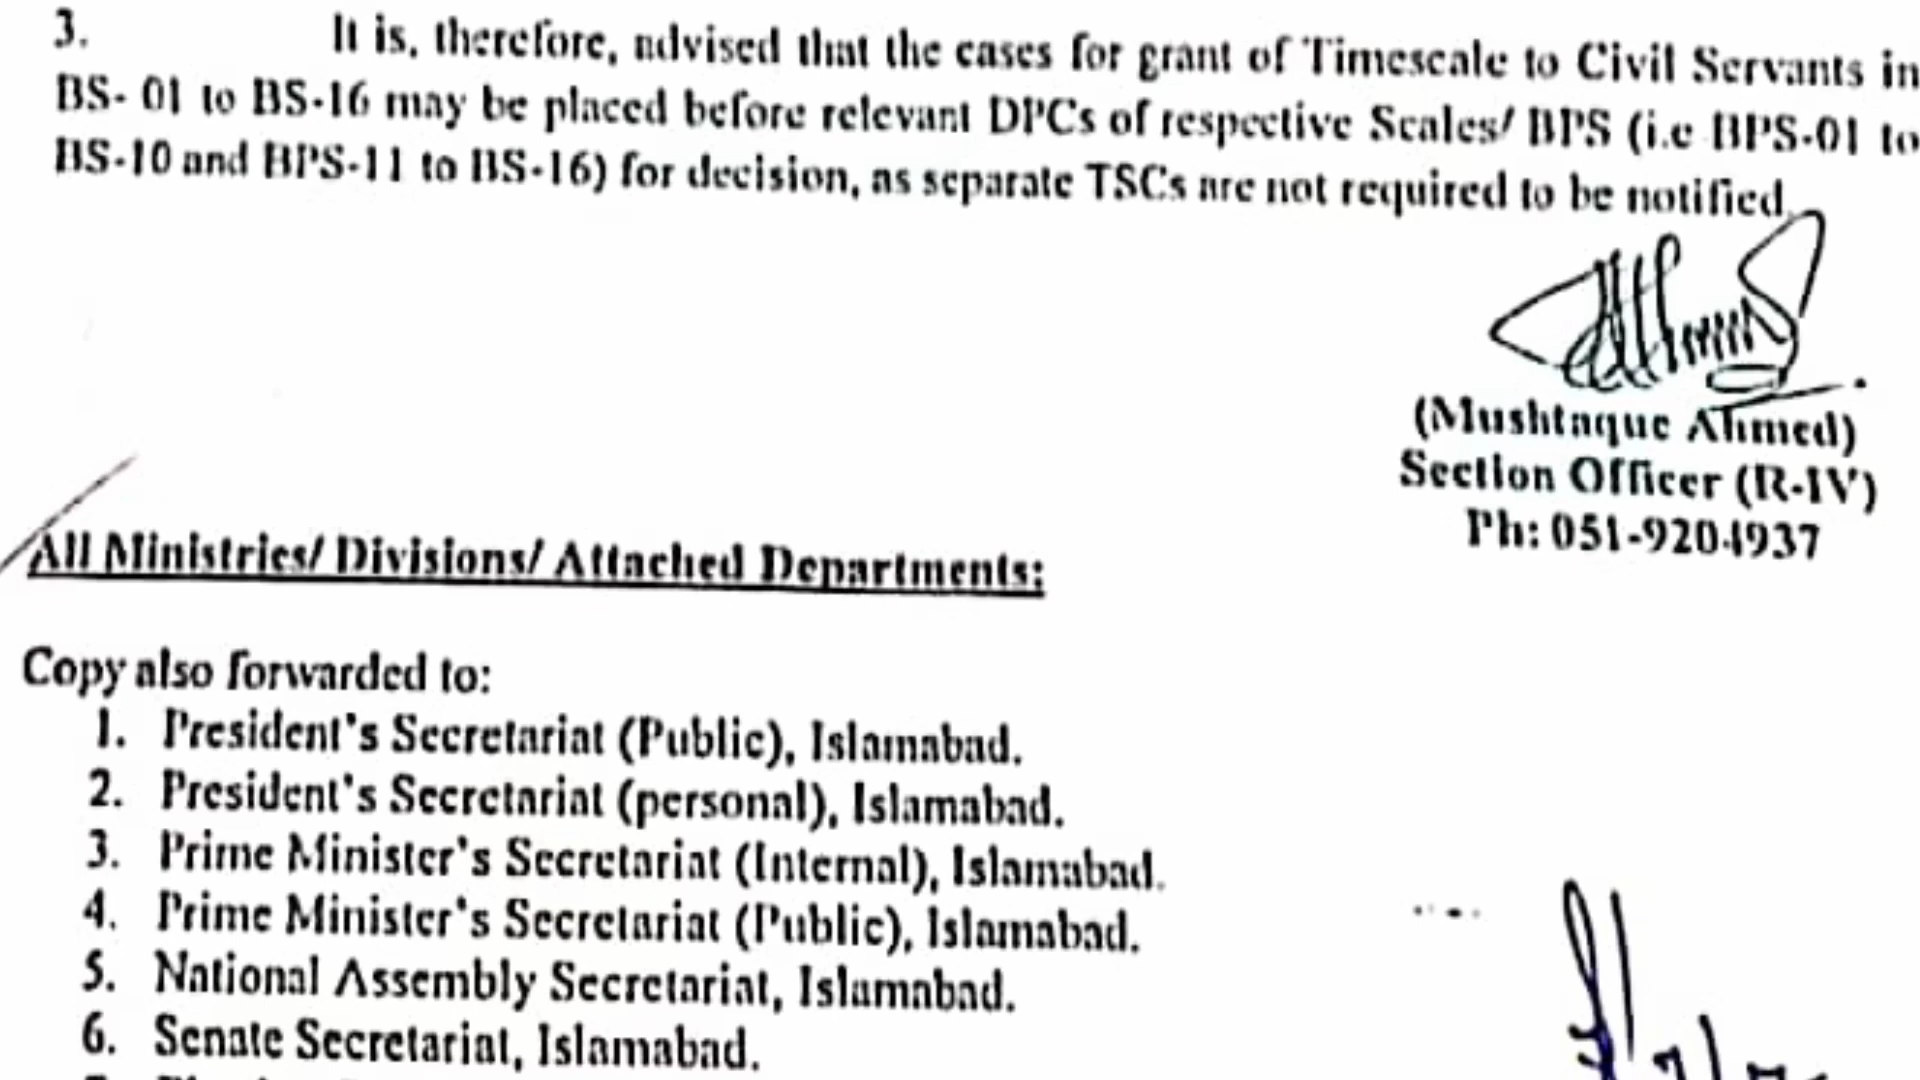 3. It is, therefore, advised that the cases for grant of Timescale to Civil Servants in
BS- 01 to BS-16 may be placed before relevant DPCs of respective Scales/ BPS (i.e BPS-01 to
BS-10 and BPS-11 to BS-16) for decision, as separate TSCs are not required to be notified.
(Mushtaque Ahmed)
Section Officer (R-IV)
Ph: 051-9204937
All Ministries/ Divisions/ Attached Departments:
Copy also forwarded to:
1. President's Secretariat (Public), Islamabad.
2. President's Secretariat (personal), Islamabad.
3. Prime Minister's Secretariat (Internal), Islamabad.
4. Prime Minister's Secretariat (Public), Islamabad.
5. National Assembly Secretariat, Islamabad.
6. Senate Secretariat, Islamabad.